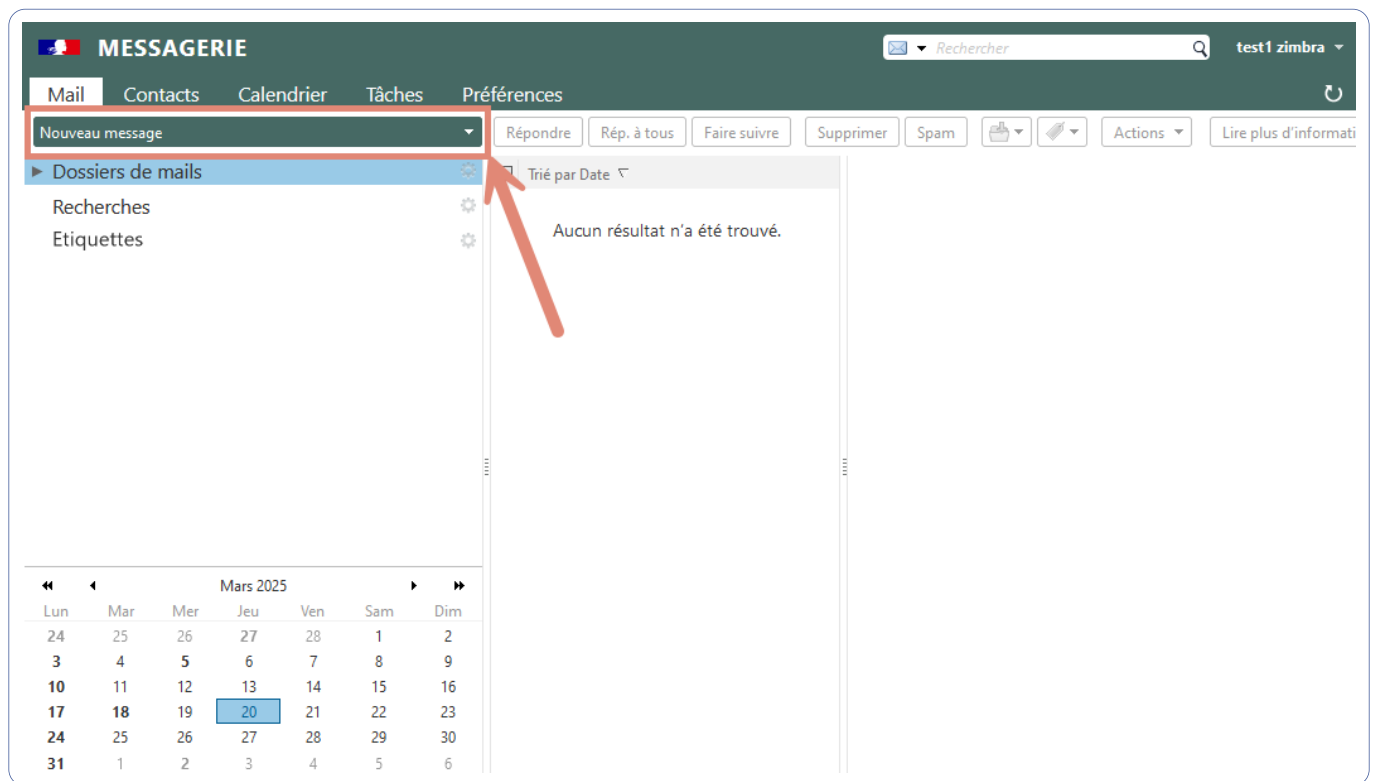 MESSAGERIE
Rechercher
test1 zimbra
Mail Contacts Calendrier Tâches Préférences
Nouveau message
Répondre Rép. à tous Faire suivre Supprimer Spam Actions Lire plus d'informati
Dossiers de mails
Trié par Date
Recherches
Aucun résultat n'a été trouvé.
Etiquettes
Mars 2025
Lun Mar Mer Jeu Ven Sam Dim
24 25 26 27 28 1 2
3 4 5 6 7 8 9
10 11 12 13 14 15 16
17 18 19 20 21 22 23
24 25 26 27 28 29 30
31 1 2 3 4 5 6